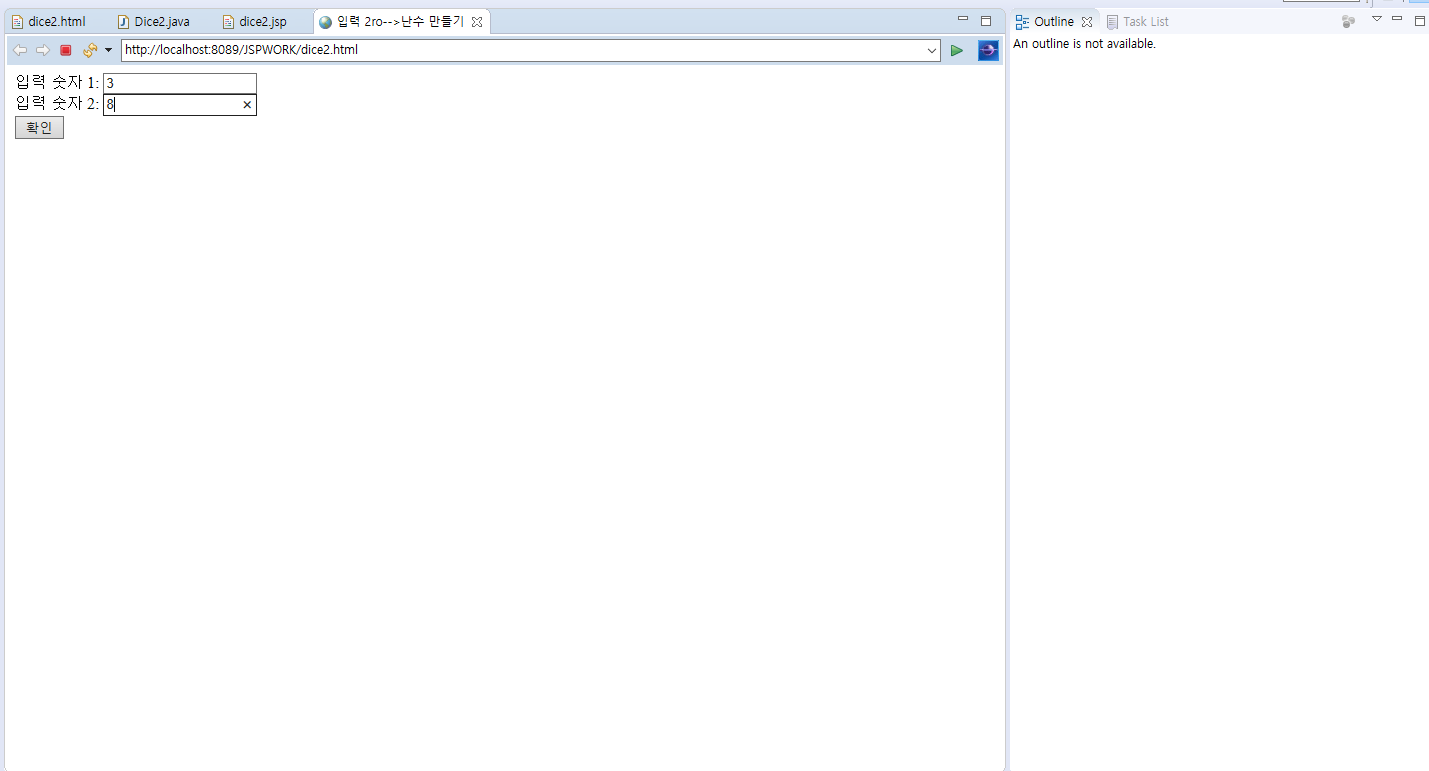 dice2.html Dice2.java dice2.jsp 입력 2ro-->난수 만들기
http://localhost:8089/JSPWORK/dice2.html
입력 숫자 1: 3
입력 숫자 2: 8
확인
Outline Task List
An outline is not available.